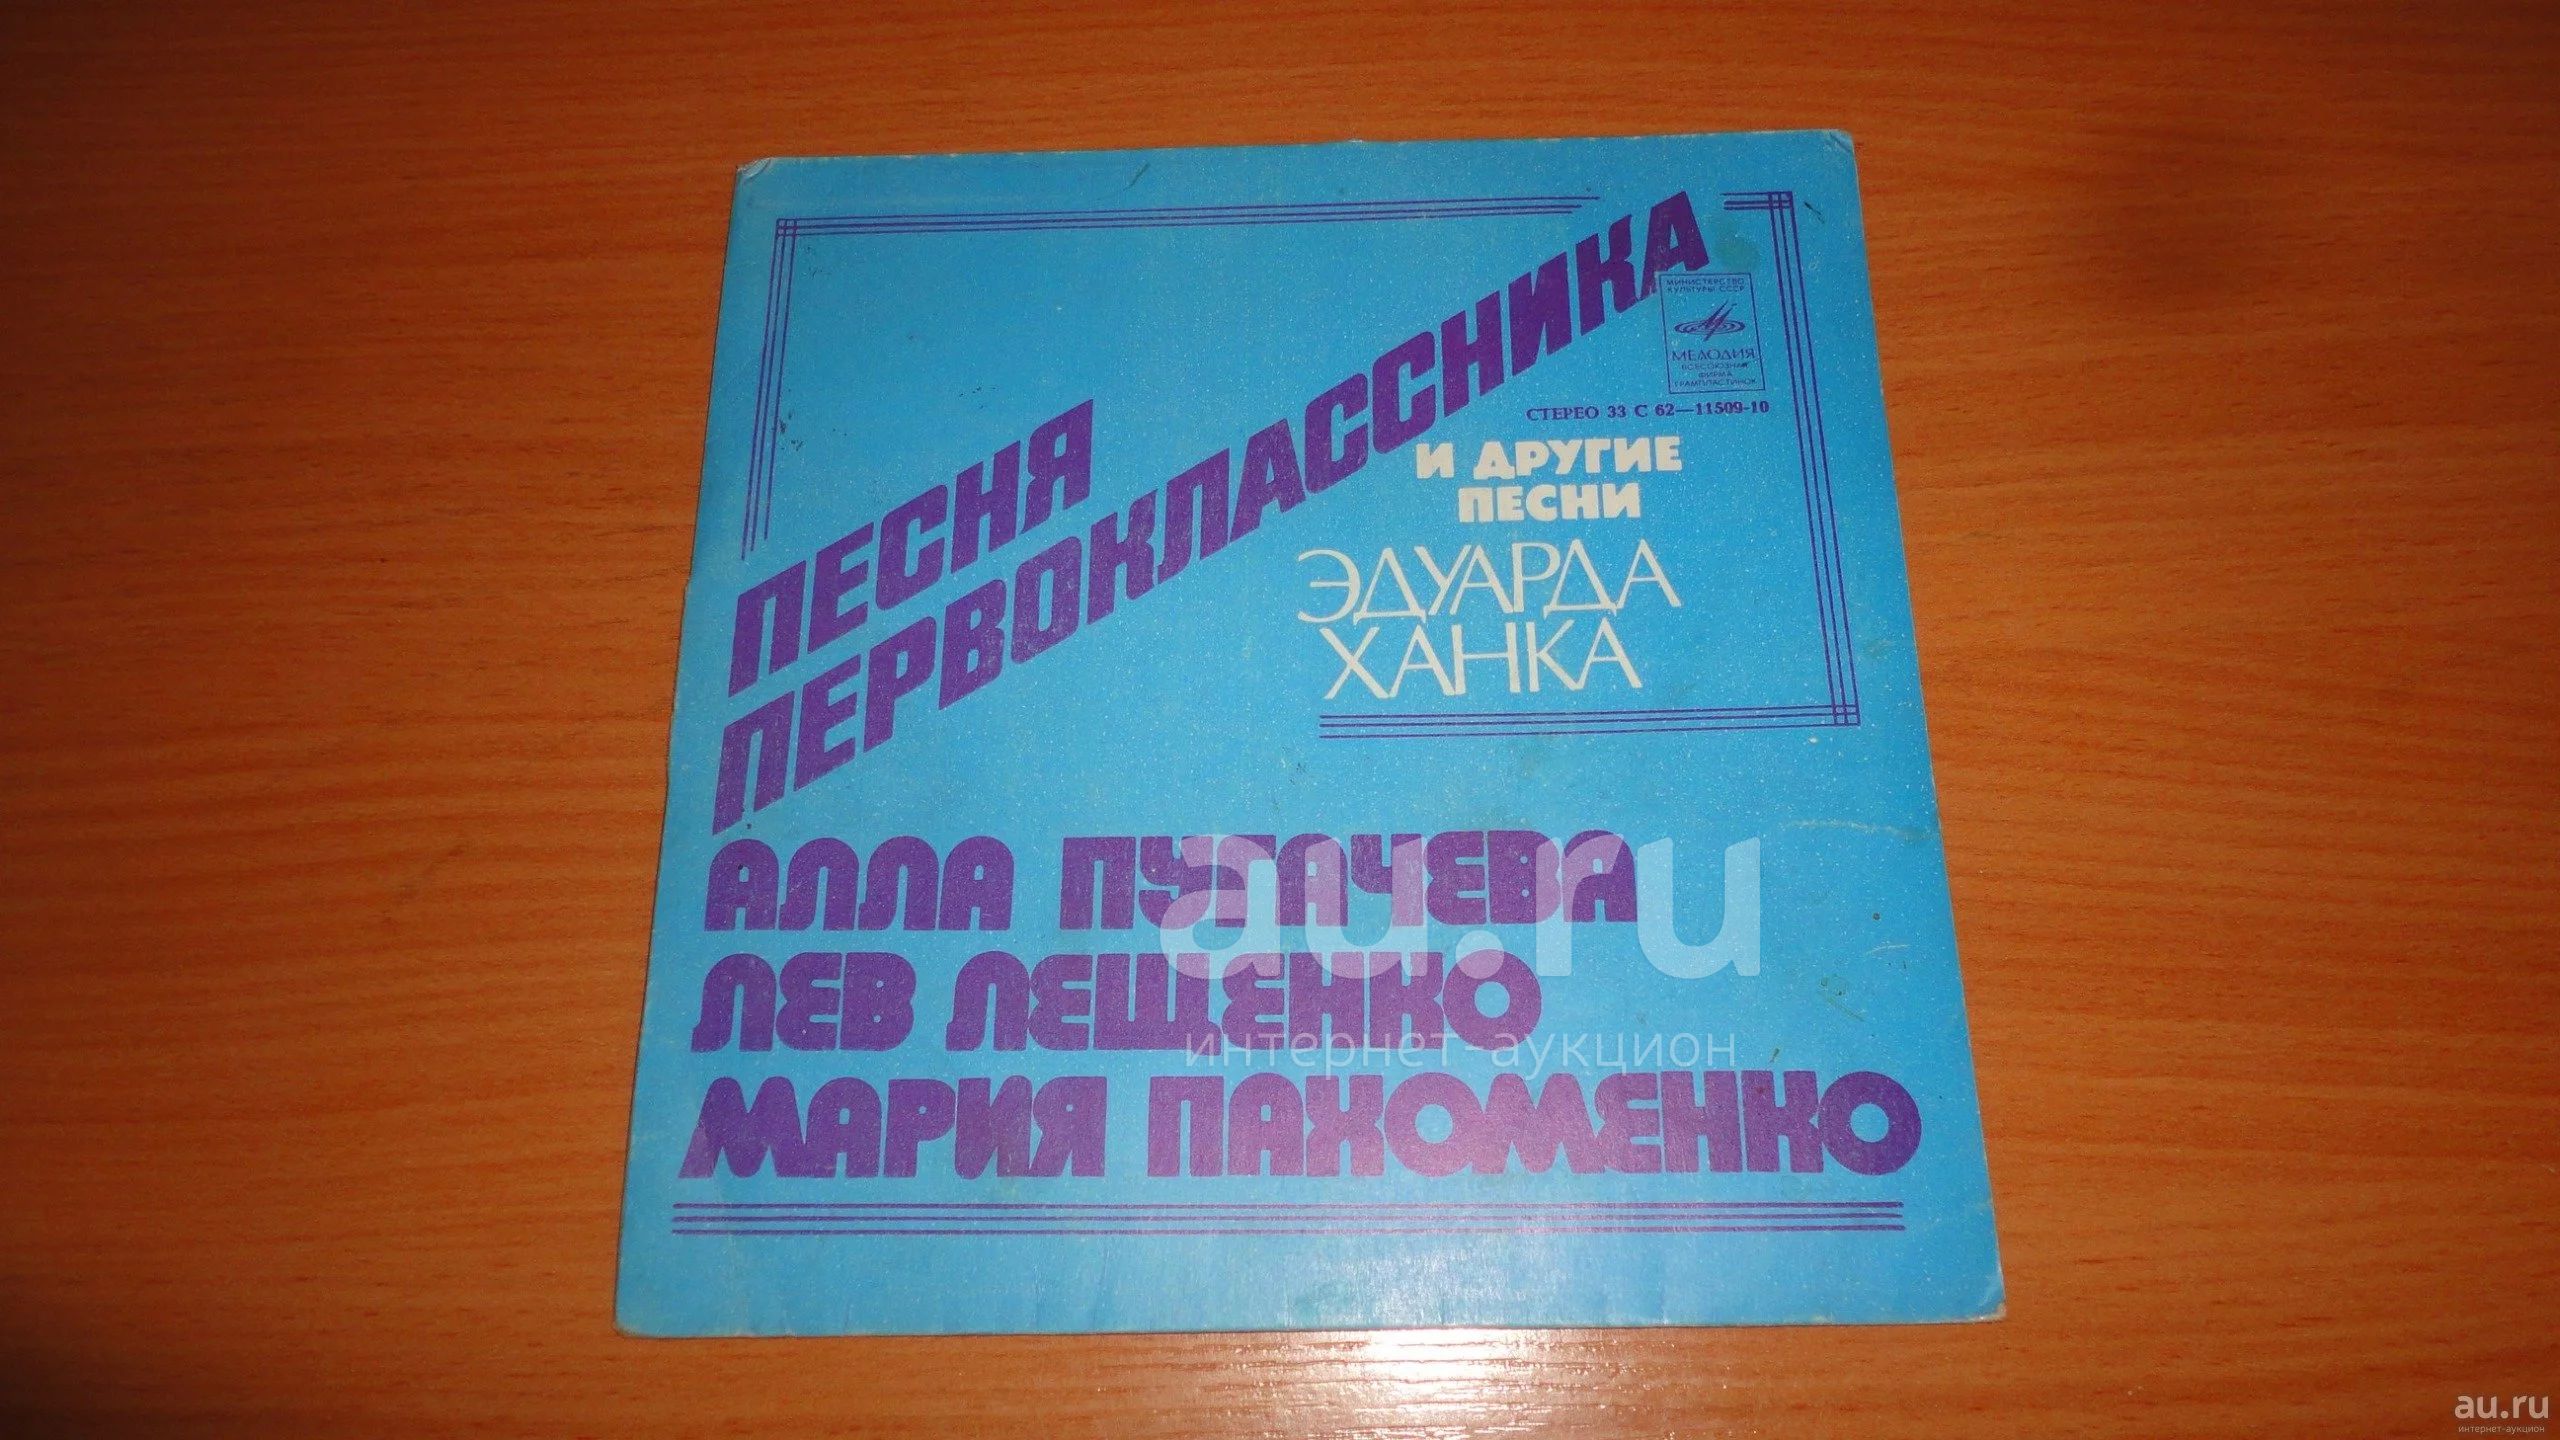 ПЕСНЯ
ПЕРВОКЛАССНИКА
МИНИСТЕРСТВО
КУЛЬТУРЫ СССР
МЕЛОДИЯ
ВСЕСОЮЗНАЯ
ФИРМА
ГРАМПЛАСТИНОК
СТЕРЕО 33 С 62—11509-10
И ДРУГИЕ
ПЕСНИ
ЭДУАРДА
ХАНКА
АЛЛА ПУГАЧЕВА
ЛЕВ ЛЕЩЕНКО
МАРИЯ ПАХОМЕНКО
au.ru
интернет-аукцион
au.ru
интернет-аукцион